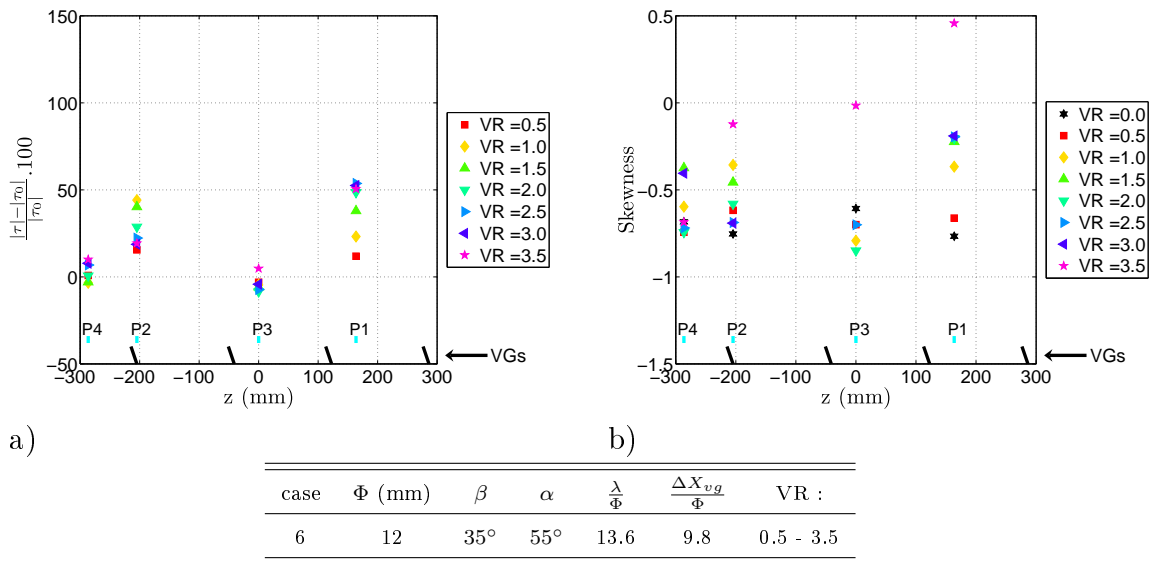 150
100
50
0
−50
−300
−200
−100
0
100
200
300
|τ|−|τ₀| / |τ₀| .100
z (mm)
P4
P2
P3
P1
VGs
VR =0.5
VR =1.0
VR =1.5
VR =2.0
VR =2.5
VR =3.0
VR =3.5
a)
0.5
0
−0.5
−1
−1.5
−300
−200
−100
0
100
200
300
Skewness
z (mm)
P4
P2
P3
P1
VGs
VR =0.0
VR =0.5
VR =1.0
VR =1.5
VR =2.0
VR =2.5
VR =3.0
VR =3.5
b)
case Φ (mm) β α λ/Φ ΔX_vg/Φ VR :
6 12 35° 55° 13.6 9.8 0.5 - 3.5